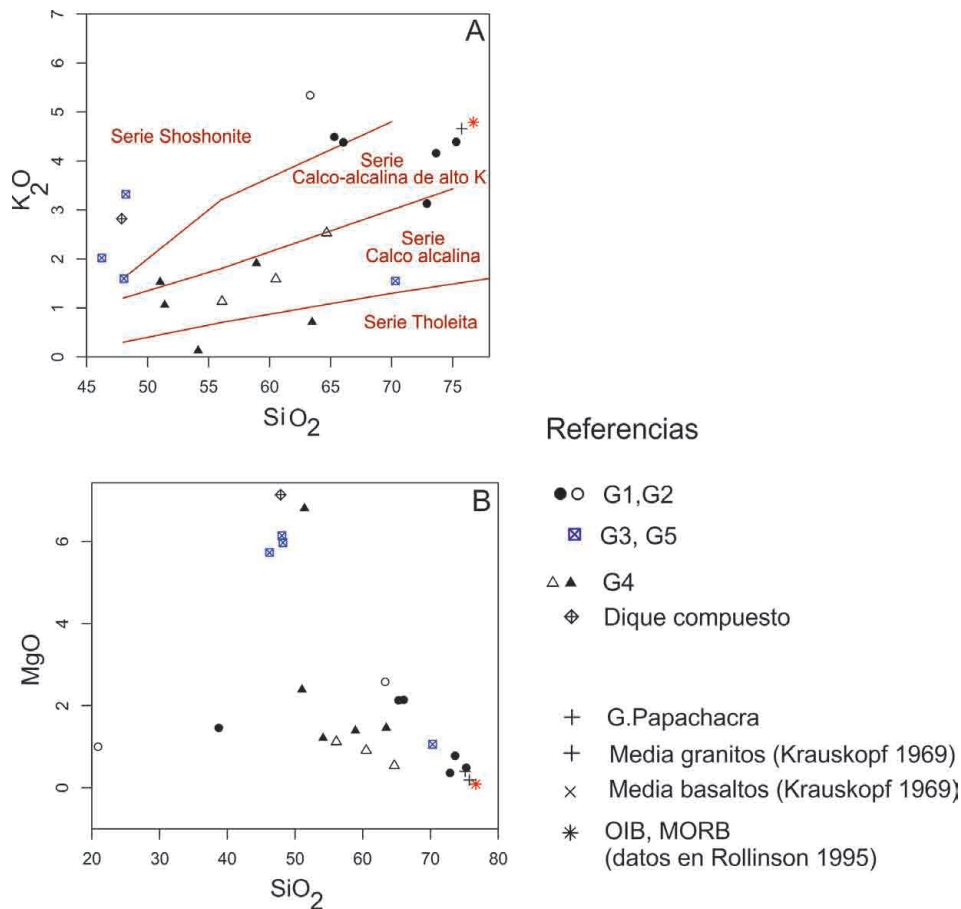 A
7
6
5
4
3
2
1
0
K2O
Serie Shoshonite
Serie
Calco-alcalina de alto K
Serie
Calco alcalina
Serie Tholeita
45 50 55 60 65 70 75
SiO2
B
6
4
2
0
MgO
20 30 40 50 60 70 80
SiO2
Referencias
G1,G2
G3, G5
G4
Dique compuesto
G.Papachacra
Media granitos (Krauskopf 1969)
Media basaltos (Krauskopf 1969)
OIB, MORB
(datos en Rollinson 1995)